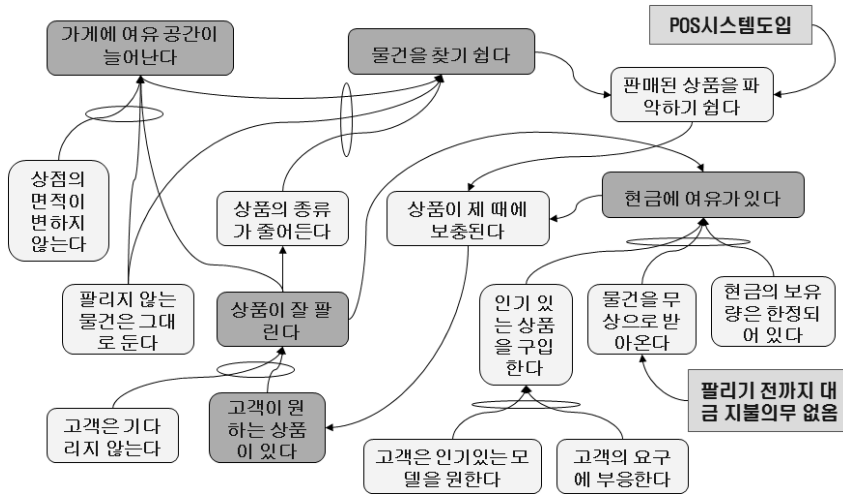 가게에 여유 공간이
늘어난다
물건을 찾기 쉽다
POS시스템도입
판매된 상품을 파
악하기 쉽다
상점의
면적이
변하지
않는다
상품의 종류
가 줄어든다
상품이 제 때에
보충된다
현금에 여유가 있다
팔리지 않는
물건은 그대
로 둔다
상품이 잘 팔
린다
인기 있
는 상품
을 구입
한다
물건을 무
상으로 받
아온다
현금의 보유
량은 한정되
어 있다
고객은 기다
리지 않는다
고객이 원
하는 상품
이 있다
팔리기 전까지 대
금 지불의무 없옴
고객은 인기있는 모
델을 원한다
고객의 요구
에 부응한다